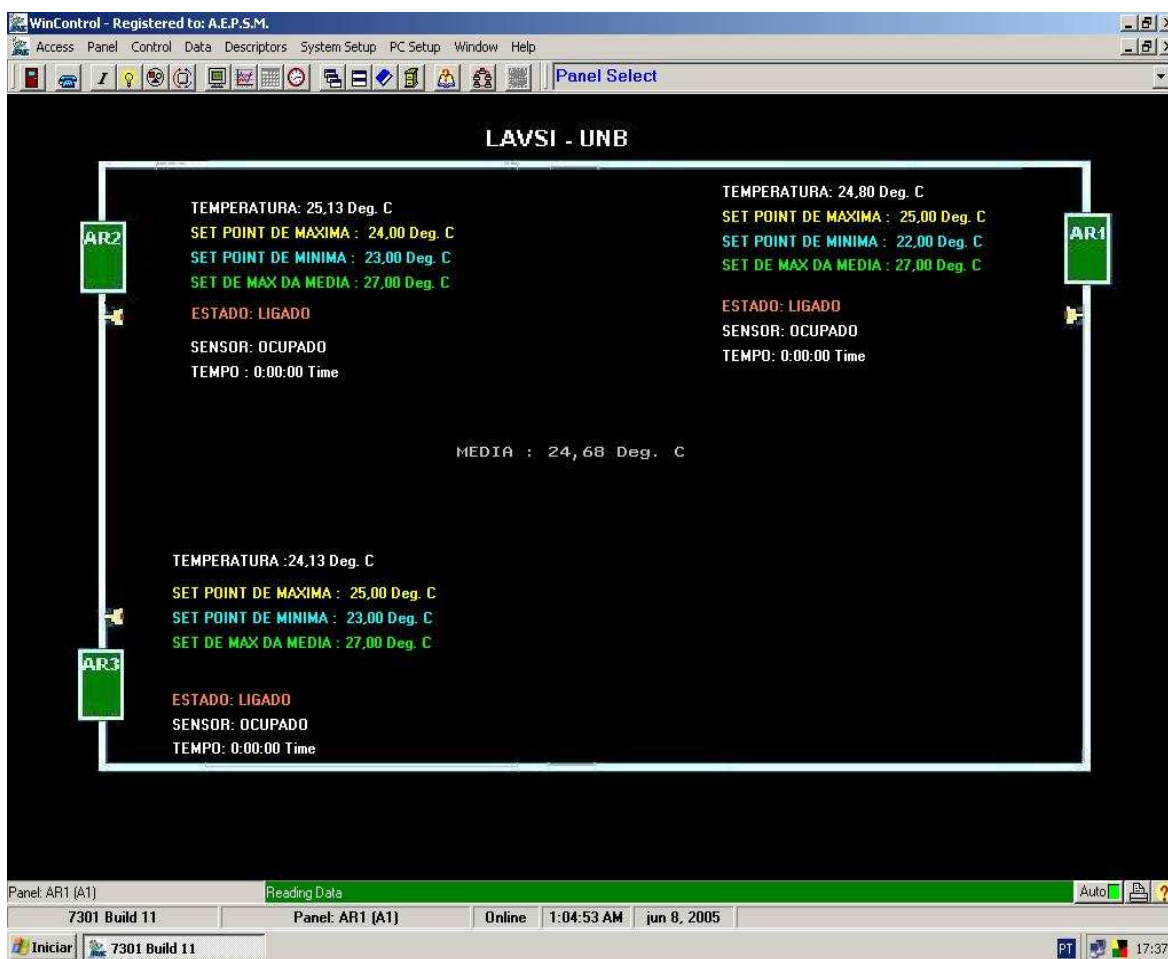 WinControl - Registered to: A.E.P.S.M.
Access Panel Control Data Descriptors System Setup PC Setup Window Help
Panel Select
LAVSI - UNB
AR2
TEMPERATURA: 25,13 Deg. C
SET POINT DE MAXIMA : 24,00 Deg. C
SET POINT DE MINIMA : 23,00 Deg. C
SET DE MAX DA MEDIA : 27,00 Deg. C
ESTADO: LIGADO
SENSOR: OCUPADO
TEMPO : 0:00:00 Time
TEMPERATURA: 24,80 Deg. C
SET POINT DE MAXIMA : 25,00 Deg. C
SET POINT DE MINIMA : 22,00 Deg. C
SET DE MAX DA MEDIA : 27,00 Deg. C
ESTADO: LIGADO
SENSOR: OCUPADO
TEMPO: 0:00:00 Time
AR1
MEDIA : 24,68 Deg. C
TEMPERATURA :24,13 Deg. C
SET POINT DE MAXIMA : 25,00 Deg. C
SET POINT DE MINIMA : 23,00 Deg. C
SET DE MAX DA MEDIA : 27,00 Deg. C
AR3
ESTADO: LIGADO
SENSOR: OCUPADO
TEMPO: 0:00:00 Time
Panel: AR1 (A1) Reading Data Auto
7301 Build 11 Panel: AR1 (A1) Online 1:04:53 AM jun 8, 2005
Iniciar 7301 Build 11 PT 17:37